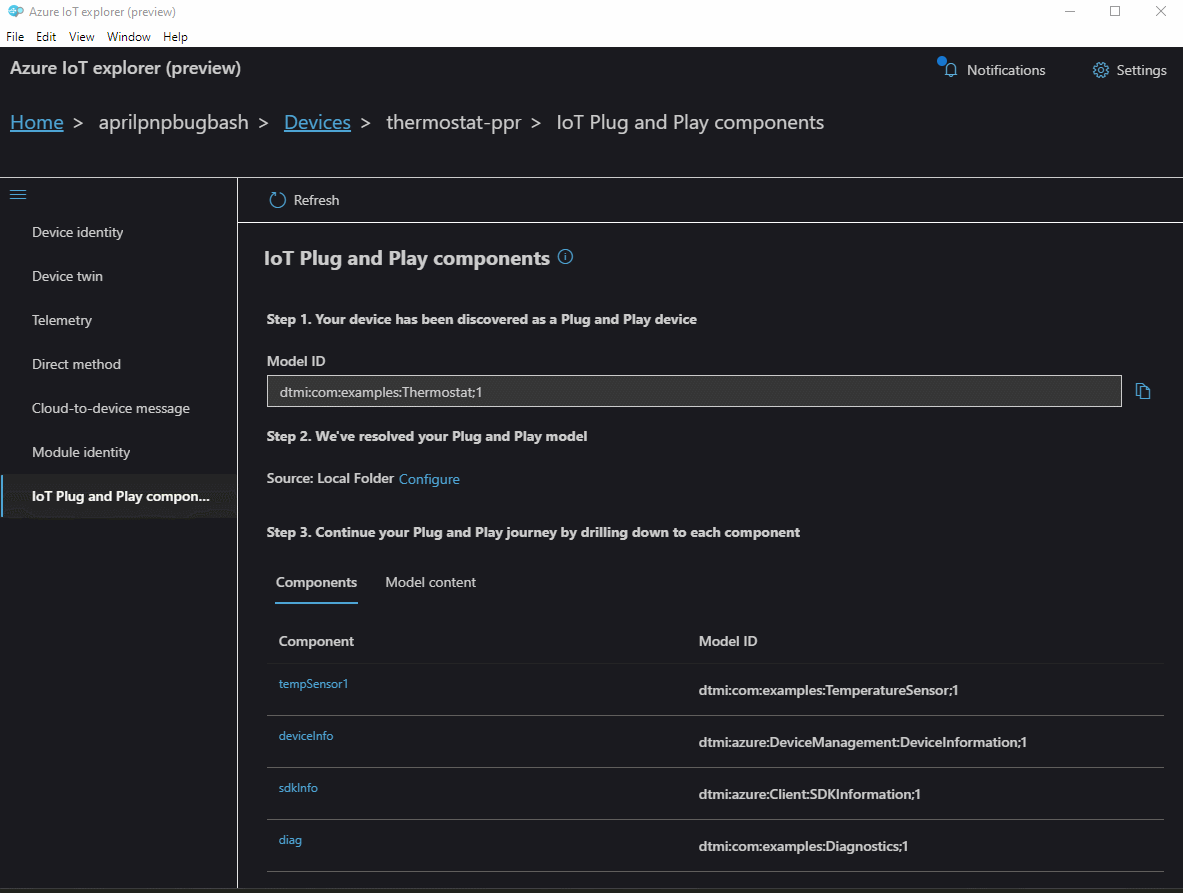 Azure IoT explorer (preview)
File Edit View Window Help
Azure IoT explorer (preview)
Notifications
Settings
Home > aprilpnpbugbash > Devices > thermostat-ppr > IoT Plug and Play components
Device identity
Device twin
Telemetry
Direct method
Cloud-to-device message
Module identity
IoT Plug and Play compon...
Refresh
IoT Plug and Play components
Step 1. Your device has been discovered as a Plug and Play device
Model ID
dtmi:com:examples:Thermostat;1
Step 2. We've resolved your Plug and Play model
Source: Local Folder Configure
Step 3. Continue your Plug and Play journey by drilling down to each component
Components Model content
Component Model ID
tempSensor1 dtmi:com:examples:TemperatureSensor;1
deviceInfo dtmi:azure:DeviceManagement:DeviceInformation;1
sdkInfo dtmi:azure:Client:SDKInformation;1
diag dtmi:com:examples:Diagnostics;1